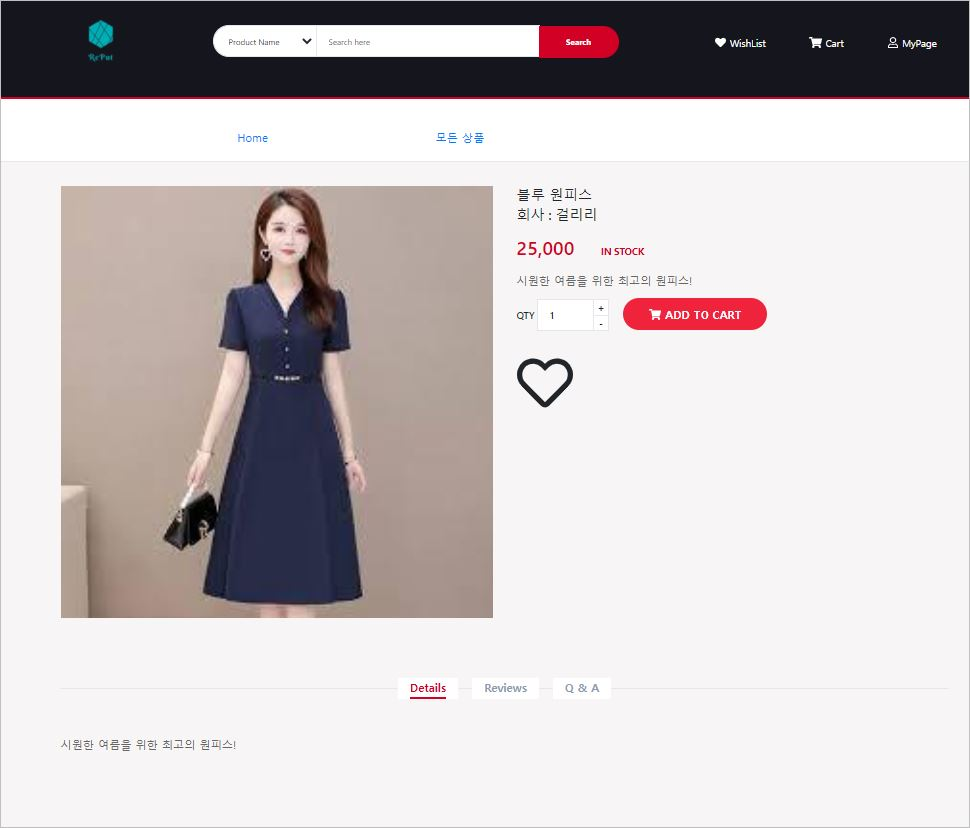 RePut
Product Name
Search here
Search
WishList
Cart
MyPage
Home
모든 상품
블루 원피스
회사 : 걸리리
25,000
IN STOCK
시원한 여름을 위한 최고의 원피스!
QTY
1
+
-
ADD TO CART
Details
Reviews
Q & A
시원한 여름을 위한 최고의 원피스!